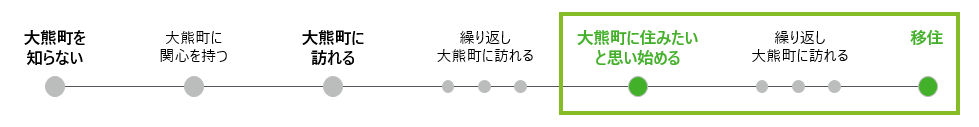 大熊町を
知らない
大熊町に
関心を持つ
大熊町に
訪れる
繰り返し
大熊町に訪れる
大熊町に住みたい
と思い始める
繰り返し
大熊町に訪れる
移住